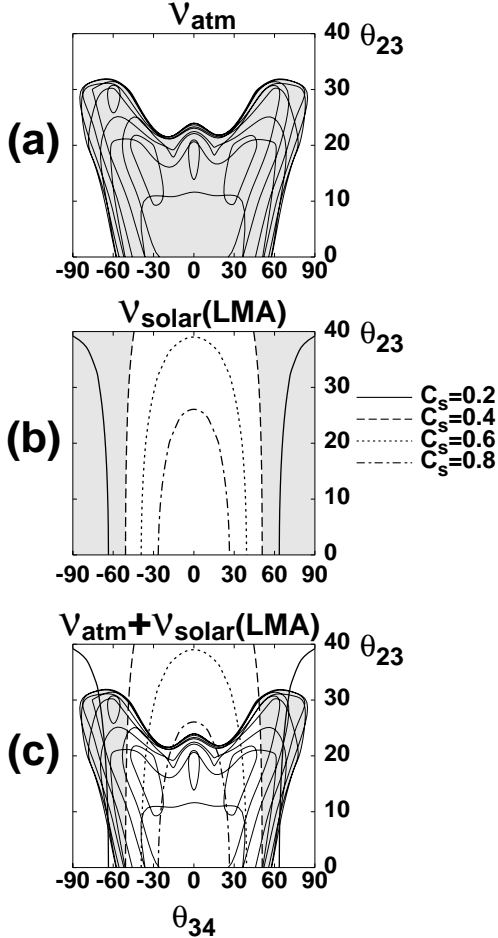 ν_atm
θ_23
(a)
40
30
20
10
0
-90 -60 -30 0 30 60 90
ν_solar(LMA)
θ_23
(b)
40
30
20
10
0
-90 -60 -30 0 30 60 90
C_s=0.2
C_s=0.4
C_s=0.6
C_s=0.8
ν_atm+ν_solar(LMA)
θ_23
(c)
40
30
20
10
0
-90 -60 -30 0 30 60 90
θ_34